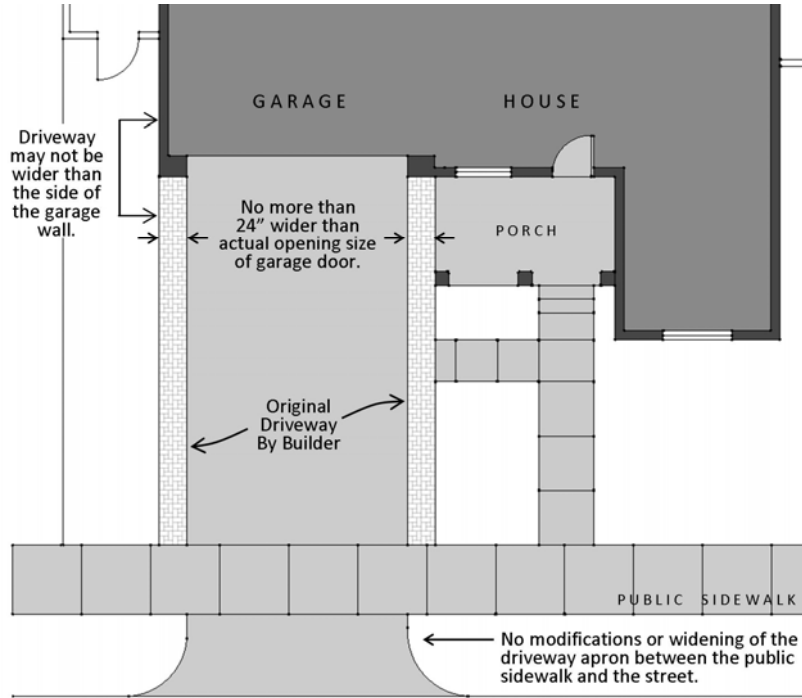 GARAGE
HOUSE
Driveway
may not be
wider than
the side of
the garage
wall.
No more than
24” wider than
actual opening size
of garage door.
PORCH
Original
Driveway
By Builder
PUBLIC SIDEWALK
No modifications or widening of the
driveway apron between the public
sidewalk and the street.